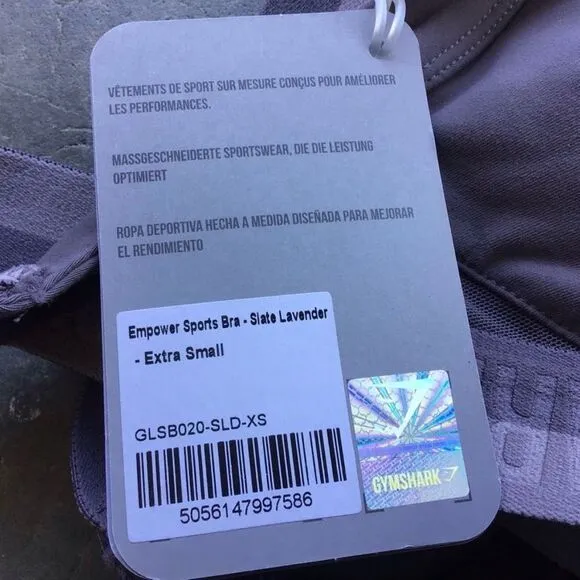 VÊTEMENTS DE SPORT SUR MESURE CONÇUS POUR AMÉLIORER
LES PERFORMANCES.
MASSGESCHNEIDERTE SPORTSWEAR, DIE DIE LEISTUNG
OPTIMIERT
ROPA DEPORTIVA HECHA A MEDIDA DISEÑADA PARA MEJORAR
EL RENDIMIENTO
Empower Sports Bra - Slate Lavender
- Extra Small
GLSB020-SLD-XS
5056147997586
GYMSHARK